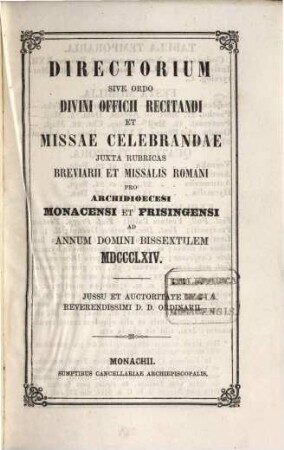 DIRECTORIUM
SIVE ORDO
DIVINI OFFICII RECITANDI
ET
MISSAE CELEBRANDAE
JUXTA RUBRICAS
BREVIARII ET MISSALIS ROMANI
PRO
ARCHIDIOECESI
MONACENSI ET FRISINGENSI
AD
ANNUM DOMINI BISSEXTILEM
MDCCCLXIV.
JUSSU ET AUCTORITATE
REVERENDISSIMI D. D. ORDINARII.
MONACHII.
SUMPTIBUS CANCELLARIAE ARCHIEPISCOPALIS.